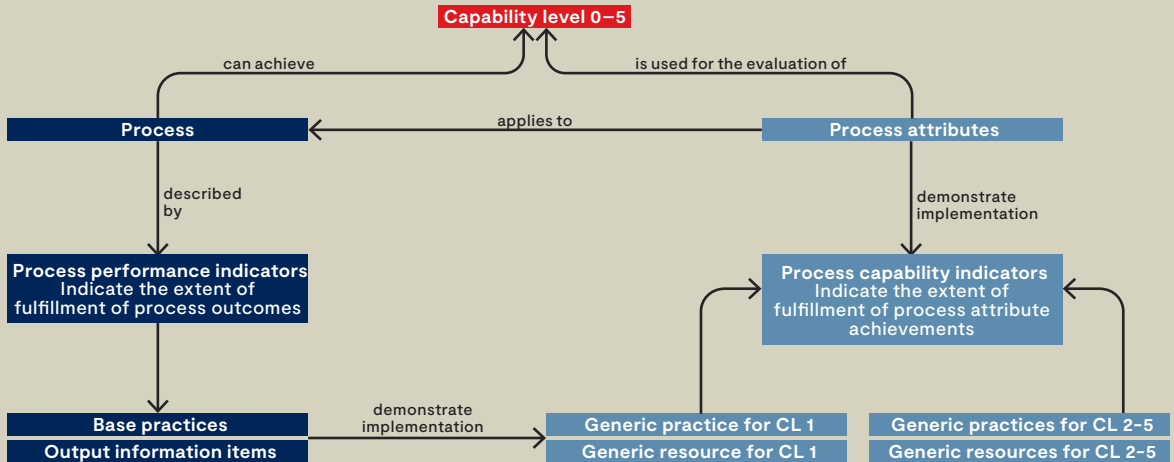 Capability level 0–5
can achieve
is used for the evaluation of
Process
applies to
Process attributes
described
by
demonstrate
implementation
Process performance indicators
Indicate the extent of
fulfillment of process outcomes
Process capability indicators
Indicate the extent of
fulfillment of process attribute
achievements
Base practices
Output information items
demonstrate
implementation
Generic practice for CL 1
Generic resource for CL 1
Generic practices for CL 2-5
Generic resources for CL 2-5